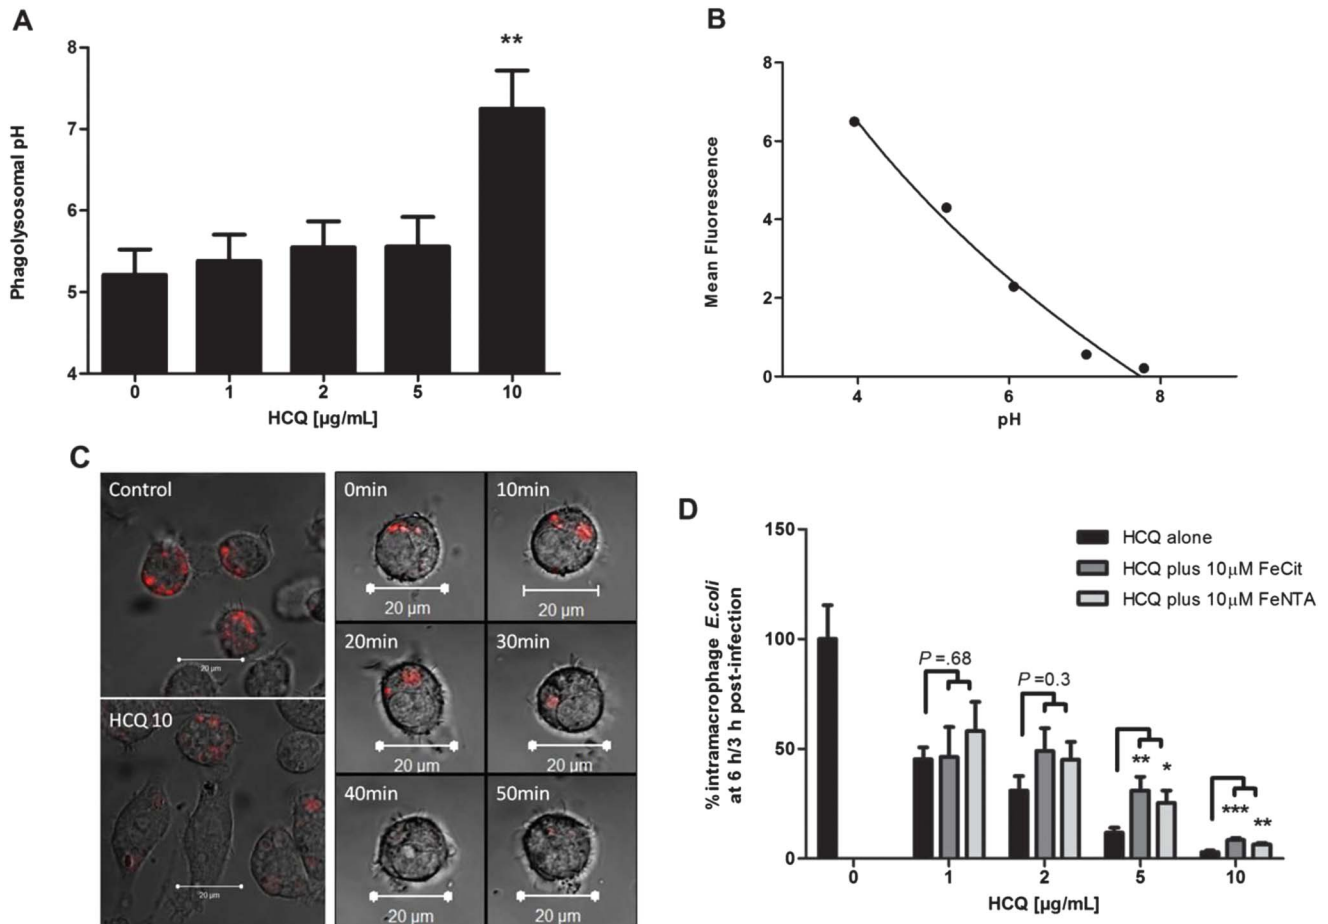 A
Phagolysosomal pH
8
7
6
5
4
**
0 1 2 5 10
HCQ [µg/mL]
B
Mean Fluorescence
8
6
4
2
0
4 6 8
pH
C
Control
20 µm
HCQ 10
20 µm
0min 10min
20 µm 20 µm
20min 30min
20 µm 20 µm
40min 50min
20 µm 20 µm
D
% intramacrophage E.coli
at 6 h/3 h post-infection
150
100
50
0
HCQ alone
HCQ plus 10µM FeCit
HCQ plus 10µM FeNTA
P =.68
P =0.3
** *
*** **
0 1 2 5 10
HCQ [µg/mL]